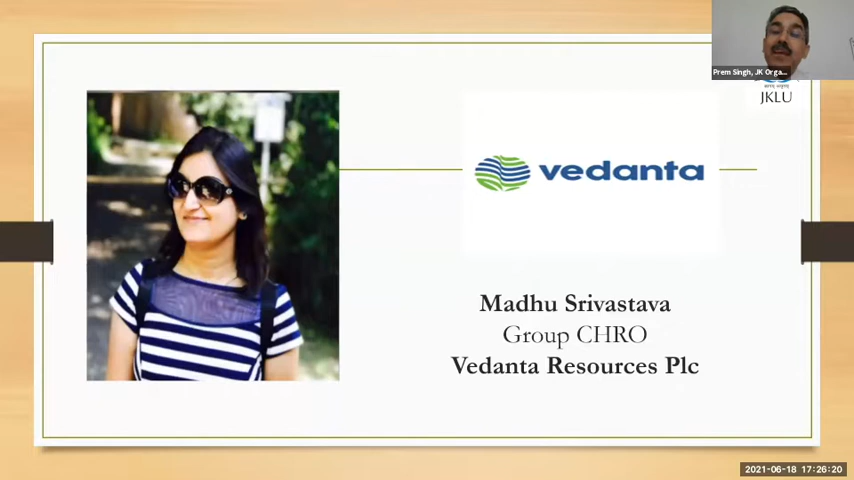 Prem Singh, JK Orga...
JKLU
vedanta
Madhu Srivastava
Group CHRO
Vedanta Resources Plc
2021-06-18 17:26:20